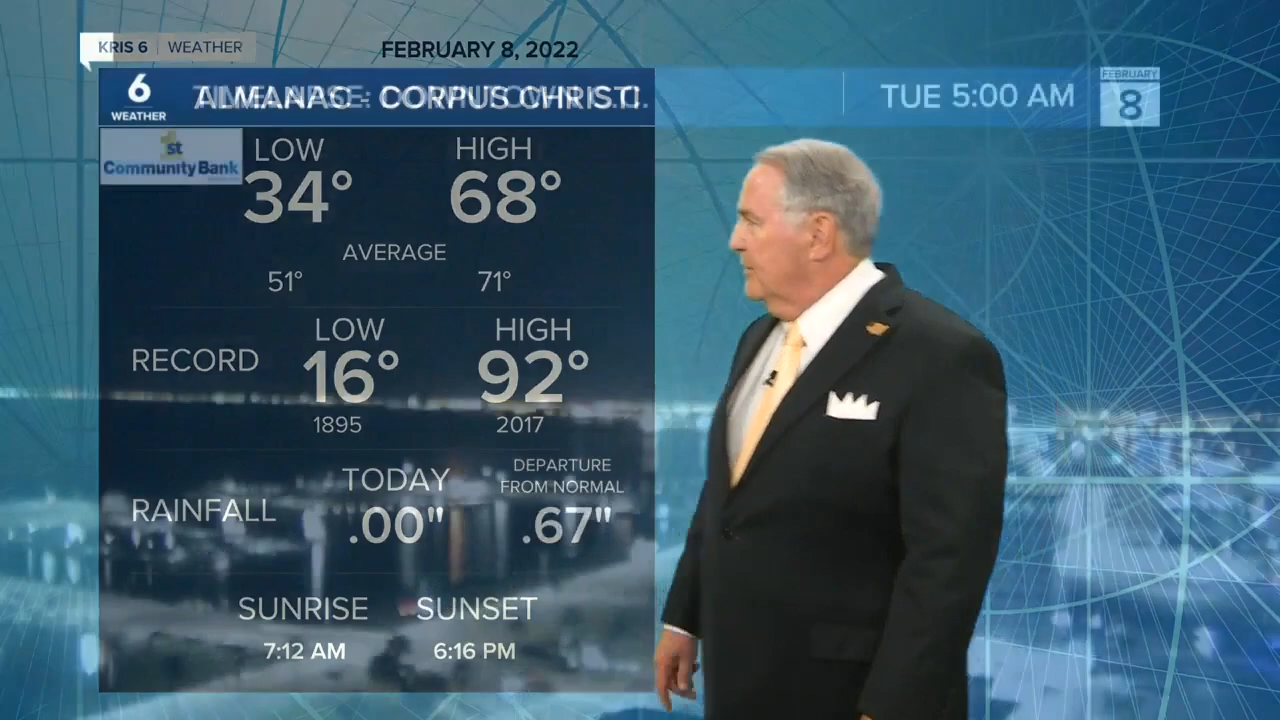 KRIS 6 WEATHER
FEBRUARY 8, 2022
6
WEATHER
ALMANAC - CORPUS CHRISTI
TUE 5:00 AM
FEBRUARY
8
1st
Community Bank
LOW HIGH
34° 68°
AVERAGE
51° 71°
LOW HIGH
RECORD 16° 92°
1895 2017
TODAY DEPARTURE
FROM NORMAL
RAINFALL .00" .67"
SUNRISE SUNSET
7:12 AM 6:16 PM